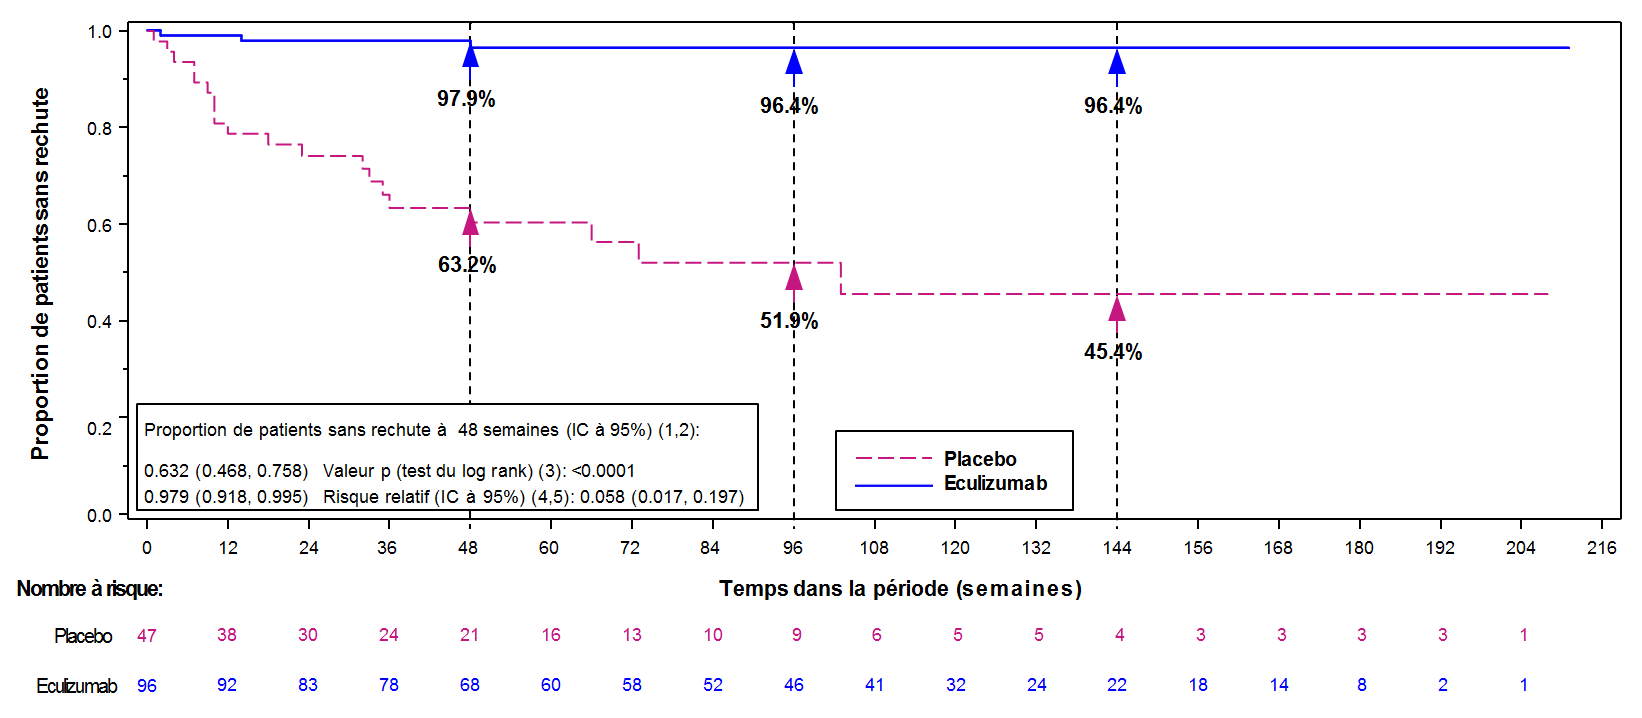 Proportion de patients sans rechute
1.0
0.8
0.6
0.4
0.2
0.0
97.9%
96.4%
96.4%
63.2%
51.9%
45.4%
Proportion de patients sans rechute à 48 semaines (IC à 95%) (1,2):
0.632 (0.468, 0.758) Valeur p (test du log rank) (3): <0.0001
0.979 (0.918, 0.995) Risque relatif (IC à 95%) (4,5): 0.058 (0.017, 0.197)
Placebo
Eculizumab
0 12 24 36 48 60 72 84 96 108 120 132 144 156 168 180 192 204 216
Nombre à risque:
Temps dans la période (semaines)
Placebo 47 38 30 24 21 16 13 10 9 6 5 5 4 3 3 3 3 1
Eculizumab 96 92 83 78 68 60 58 52 46 41 32 24 22 18 14 8 2 1